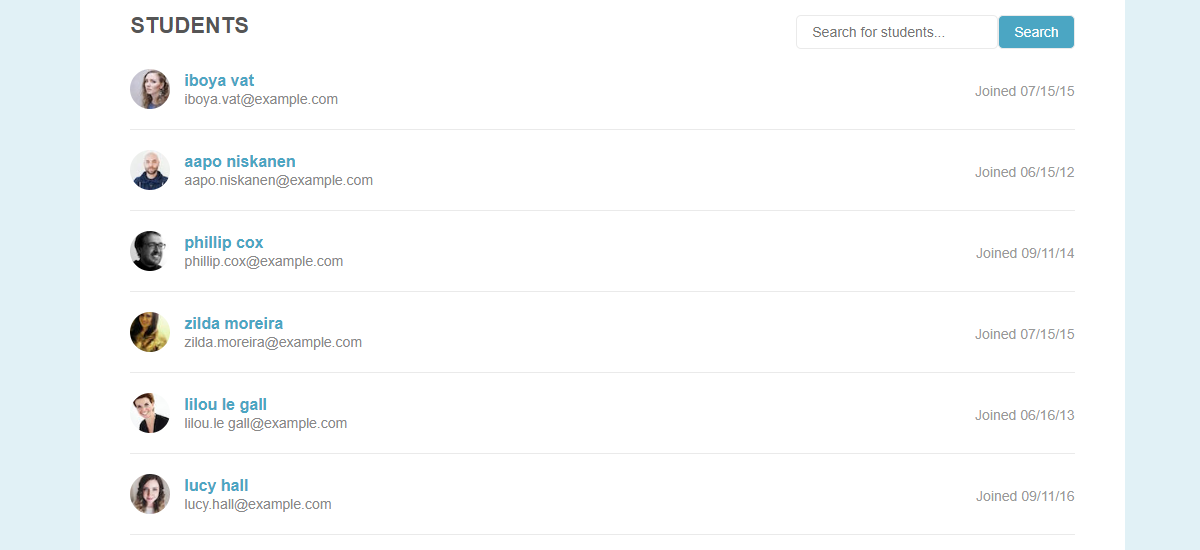 STUDENTS
Search for students... Search
iboya vat
iboya.vat@example.com
Joined 07/15/15
aapo niskanen
aapo.niskanen@example.com
Joined 06/15/12
phillip cox
phillip.cox@example.com
Joined 09/11/14
zilda moreira
zilda.moreira@example.com
Joined 07/15/15
lilou le gall
lilou.le gall@example.com
Joined 06/16/13
lucy hall
lucy.hall@example.com
Joined 09/11/16